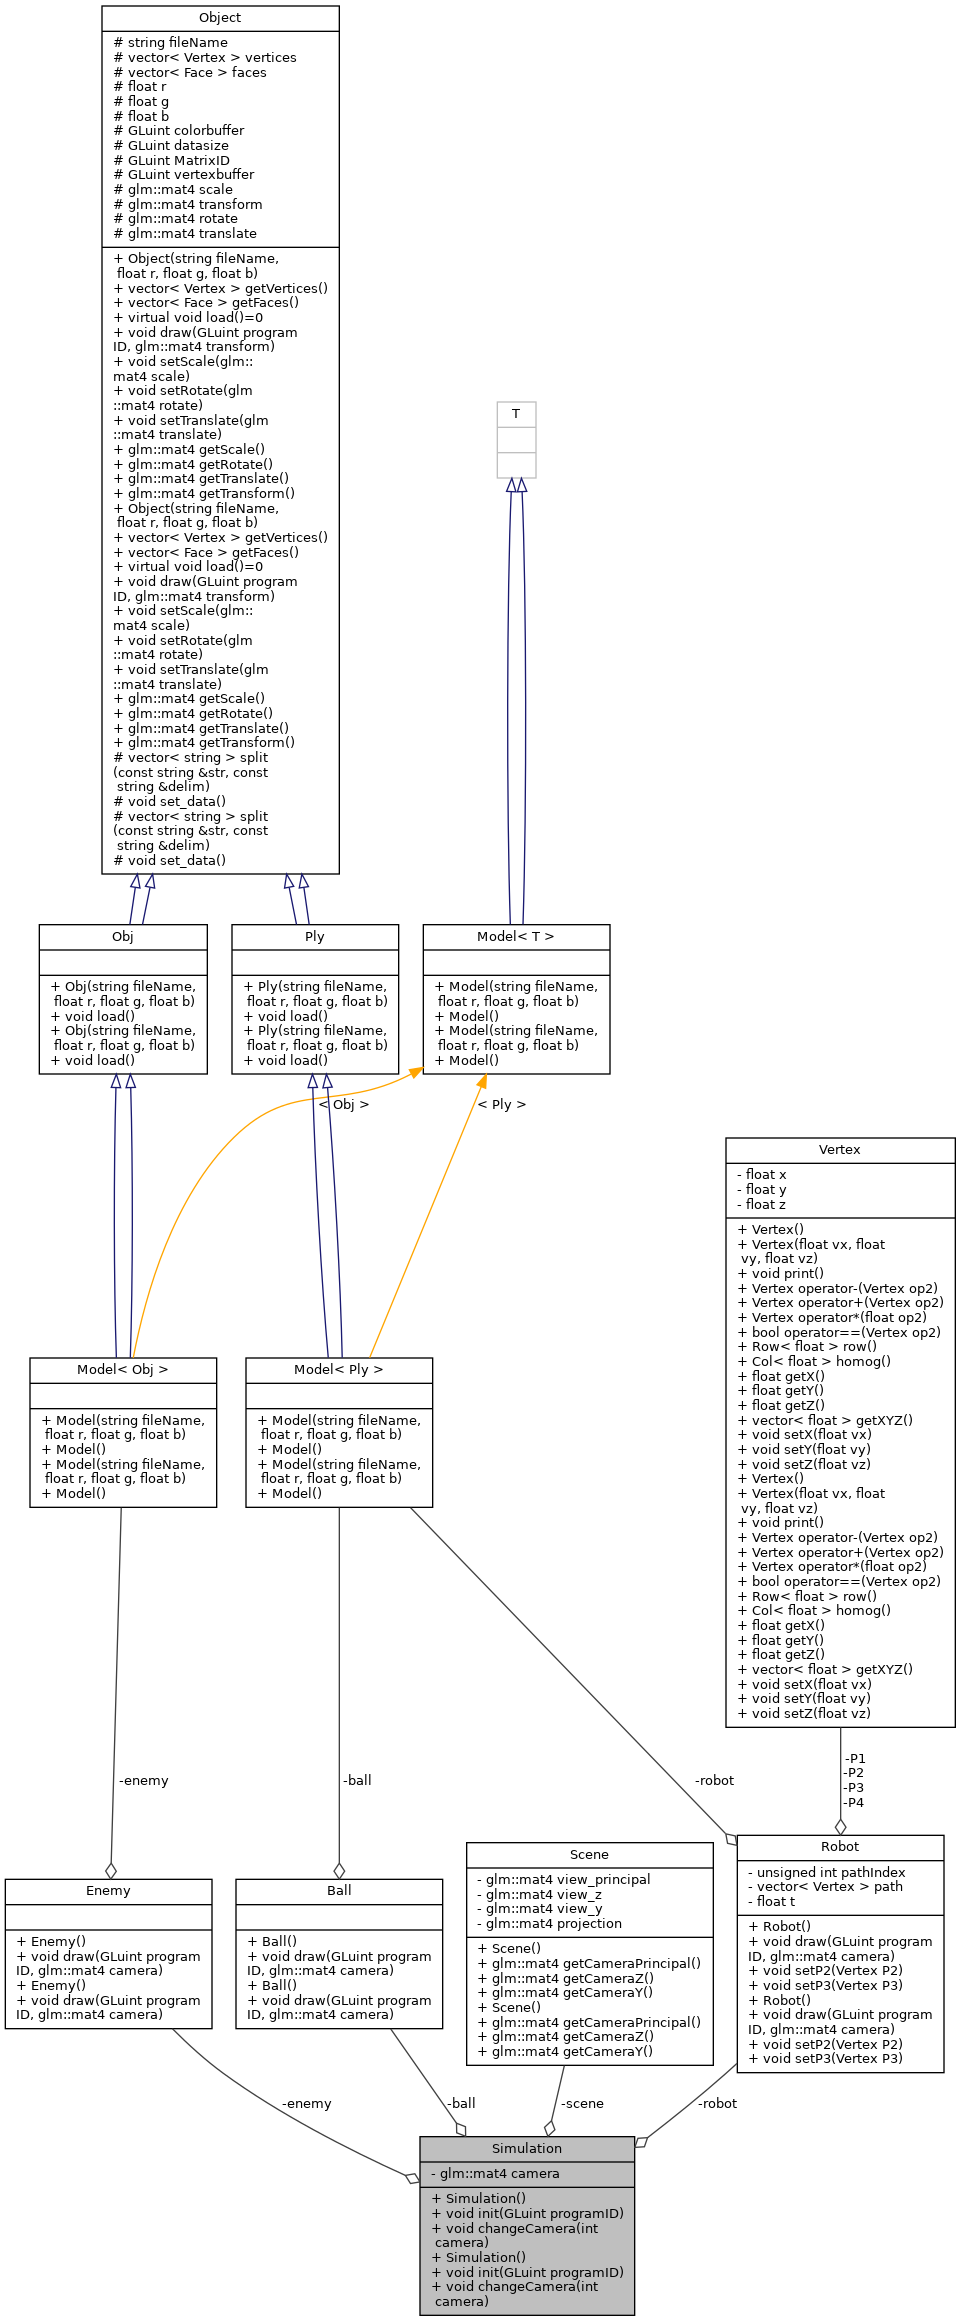 Object
# string fileName
# vector< Vertex > vertices
# vector< Face > faces
# float r
# float g
# float b
# GLuint colorbuffer
# GLuint datasize
# GLuint MatrixID
# GLuint vertexbuffer
# glm::mat4 scale
# glm::mat4 transform
# glm::mat4 rotate
# glm::mat4 translate
+ Object(string fileName,
float r, float g, float b)
+ vector< Vertex > getVertices()
+ vector< Face > getFaces()
+ virtual void load()=0
+ void draw(GLuint program
ID, glm::mat4 transform)
+ void setScale(glm::
mat4 scale)
+ void setRotate(glm
::mat4 rotate)
+ void setTranslate(glm
::mat4 translate)
+ glm::mat4 getScale()
+ glm::mat4 getRotate()
+ glm::mat4 getTranslate()
+ glm::mat4 getTransform()
+ Object(string fileName,
float r, float g, float b)
+ vector< Vertex > getVertices()
+ vector< Face > getFaces()
+ virtual void load()=0
+ void draw(GLuint program
ID, glm::mat4 transform)
+ void setScale(glm::
mat4 scale)
+ void setRotate(glm
::mat4 rotate)
+ void setTranslate(glm
::mat4 translate)
+ glm::mat4 getScale()
+ glm::mat4 getRotate()
+ glm::mat4 getTranslate()
+ glm::mat4 getTransform()
# vector< string > split
(const string &str, const
string &delim)
# void set_data()
# vector< string > split
(const string &str, const
string &delim)
# void set_data()
T
Obj
+ Obj(string fileName,
float r, float g, float b)
+ void load()
+ Obj(string fileName,
float r, float g, float b)
+ void load()
Ply
+ Ply(string fileName,
float r, float g, float b)
+ void load()
+ Ply(string fileName,
float r, float g, float b)
+ void load()
Model< T >
+ Model(string fileName,
float r, float g, float b)
+ Model()
+ Model(string fileName,
float r, float g, float b)
+ Model()
< Obj >
< Ply >
Vertex
- float x
- float y
- float z
+ Vertex()
+ Vertex(float vx, float
vy, float vz)
+ void print()
+ Vertex operator-(Vertex op2)
+ Vertex operator+(Vertex op2)
+ Vertex operator*(float op2)
+ bool operator==(Vertex op2)
+ Row< float > row()
+ Col< float > homog()
+ float getX()
+ float getY()
+ float getZ()
+ vector< float > getXYZ()
+ void setX(float vx)
+ void setY(float vy)
+ void setZ(float vz)
+ Vertex()
+ Vertex(float vx, float
vy, float vz)
+ void print()
+ Vertex operator-(Vertex op2)
+ Vertex operator+(Vertex op2)
+ Vertex operator*(float op2)
+ bool operator==(Vertex op2)
+ Row< float > row()
+ Col< float > homog()
+ float getX()
+ float getY()
+ float getZ()
+ vector< float > getXYZ()
+ void setX(float vx)
+ void setY(float vy)
+ void setZ(float vz)
Model< Obj >
+ Model(string fileName,
float r, float g, float b)
+ Model()
+ Model(string fileName,
float r, float g, float b)
+ Model()
Model< Ply >
+ Model(string fileName,
float r, float g, float b)
+ Model()
+ Model(string fileName,
float r, float g, float b)
+ Model()
-enemy
-ball
-robot
-P1
-P2
-P3
-P4
Enemy
+ Enemy()
+ void draw(GLuint program
ID, glm::mat4 camera)
+ Enemy()
+ void draw(GLuint program
ID, glm::mat4 camera)
Ball
+ Ball()
+ void draw(GLuint program
ID, glm::mat4 camera)
+ Ball()
+ void draw(GLuint program
ID, glm::mat4 camera)
Scene
- glm::mat4 view_principal
- glm::mat4 view_z
- glm::mat4 view_y
- glm::mat4 projection
+ Scene()
+ glm::mat4 getCameraPrincipal()
+ glm::mat4 getCameraZ()
+ glm::mat4 getCameraY()
+ Scene()
+ glm::mat4 getCameraPrincipal()
+ glm::mat4 getCameraZ()
+ glm::mat4 getCameraY()
Robot
- unsigned int pathIndex
- vector< Vertex > path
- float t
+ Robot()
+ void draw(GLuint program
ID, glm::mat4 camera)
+ void setP2(Vertex P2)
+ void setP3(Vertex P3)
+ Robot()
+ void draw(GLuint program
ID, glm::mat4 camera)
+ void setP2(Vertex P2)
+ void setP3(Vertex P3)
-enemy
-ball
-scene
-robot
Simulation
- glm::mat4 camera
+ Simulation()
+ void init(GLuint programID)
+ void changeCamera(int
camera)
+ Simulation()
+ void init(GLuint programID)
+ void changeCamera(int
camera)